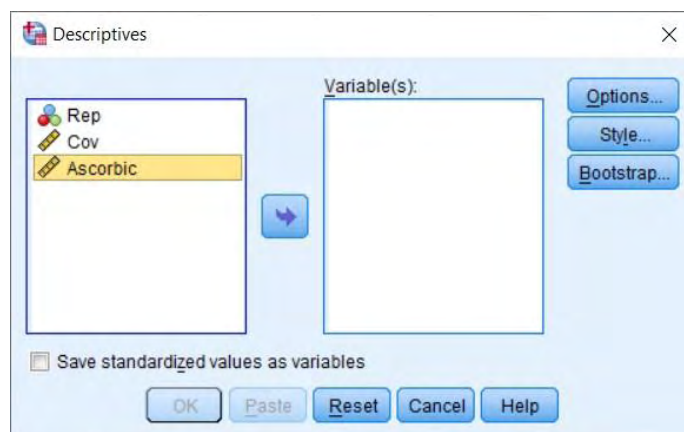 Descriptives
Variable(s):
Rep
Cov
Ascorbic
Options...
Style...
Bootstrap...
Save standardized values as variables
OK Paste Reset Cancel Help